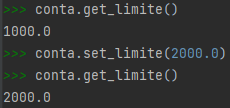 >>> conta.get_limite()
1000.0
>>> conta.set_limite(2000.0)
>>> conta.get_limite()
2000.0